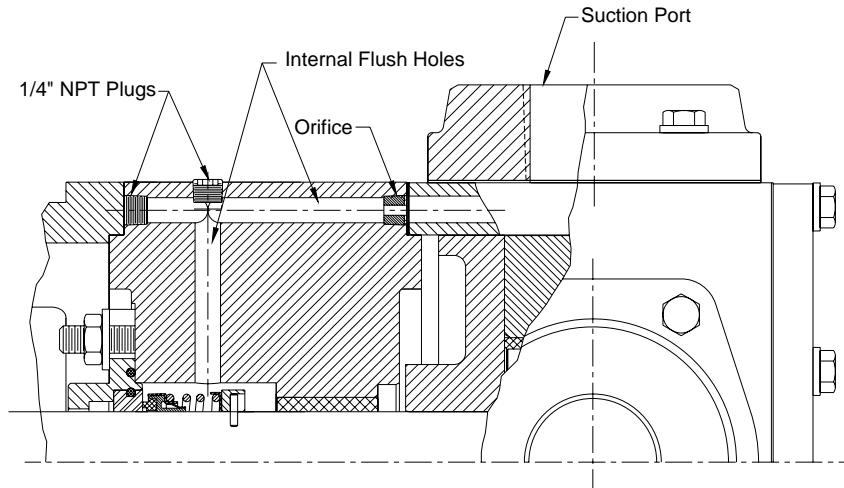 Suction Port
Internal Flush Holes
1/4" NPT Plugs
Orifice